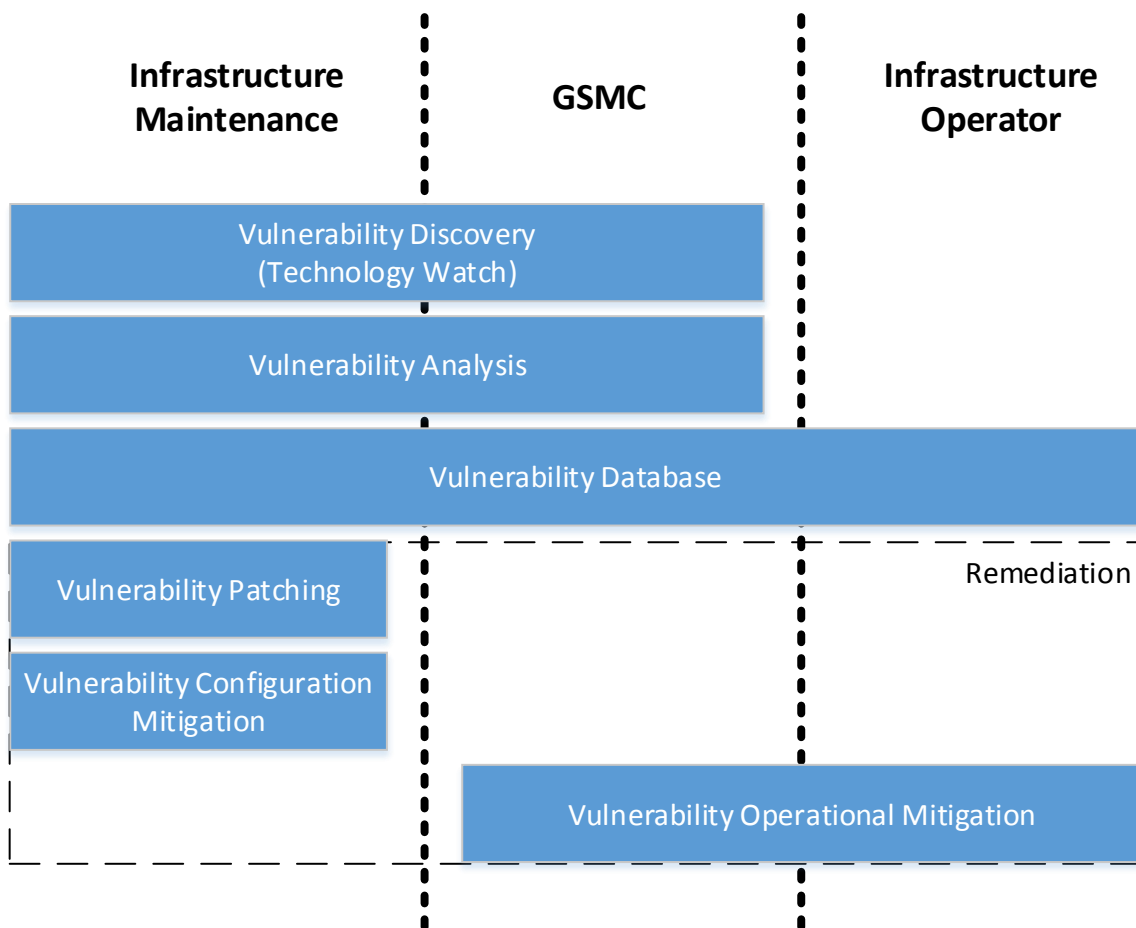 Infrastructure
Maintenance
GSMC
Infrastructure
Operator
Vulnerability Discovery
(Technology Watch)
Vulnerability Analysis
Vulnerability Database
Vulnerability Patching
Remediation
Vulnerability Configuration
Mitigation
Vulnerability Operational Mitigation